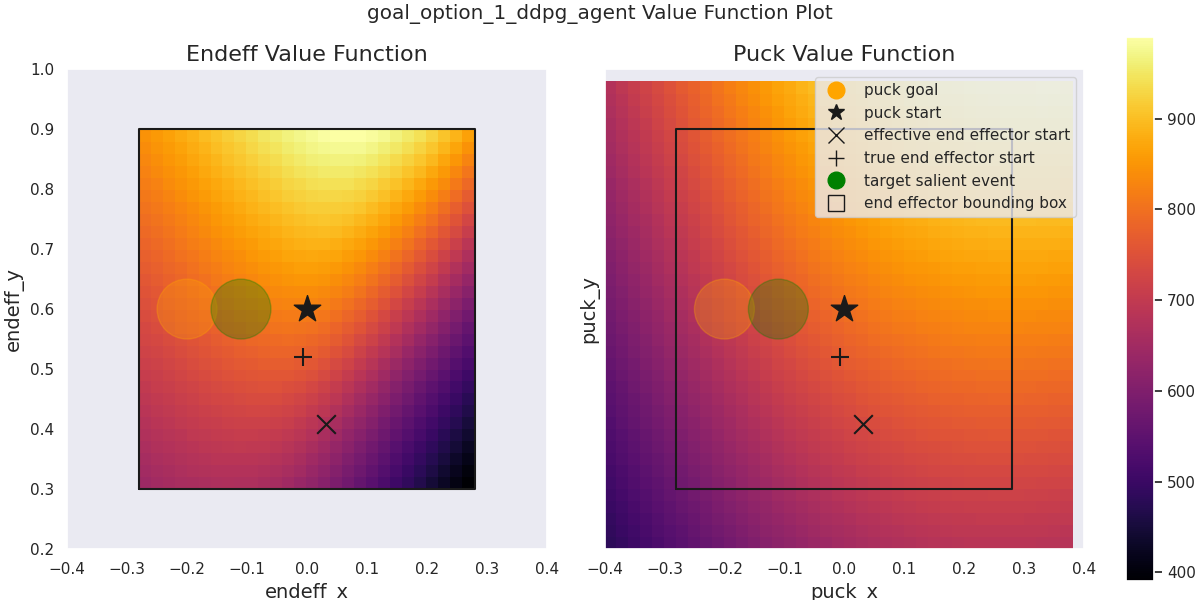 goal_option_1_ddpg_agent Value Function Plot
Endeff Value Function
1.0
0.9
0.8
0.7
0.6
0.5
0.4
0.3
0.2
endeff_y
−0.4 −0.3 −0.2 −0.1 0.0 0.1 0.2 0.3 0.4
endeff_x
Puck Value Function
puck goal
puck start
effective end effector start
true end effector start
target salient event
end effector bounding box
puck_y
−0.4 −0.3 −0.2 −0.1 0.0 0.1 0.2 0.3 0.4
puck_x
900
800
700
600
500
400